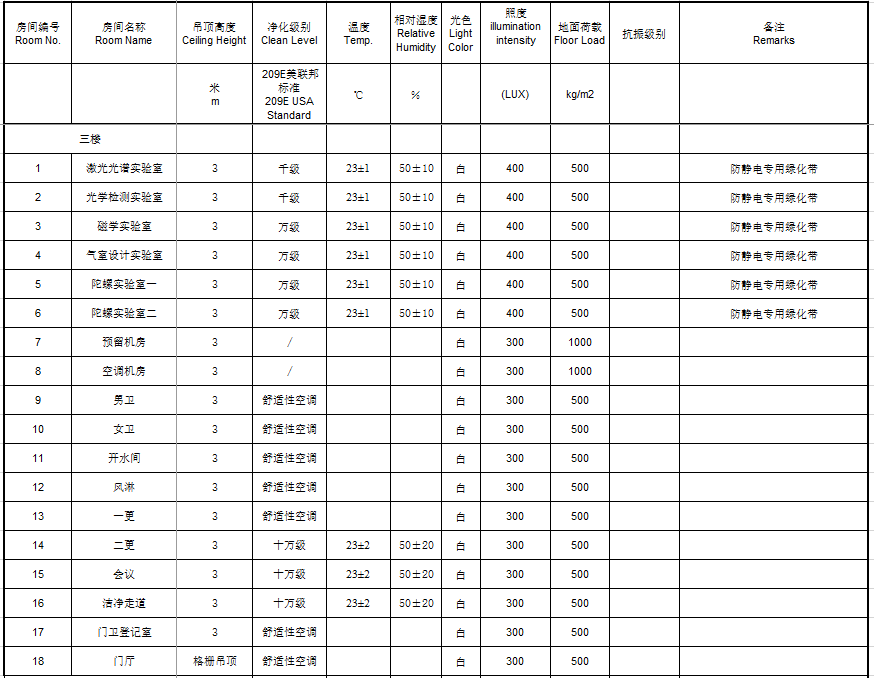 房间编号 Room No. 房间名称 Room Name 吊顶高度 Ceiling Height 净化级别 Clean Level 温度 Temp. 相对湿度 Relative Humidity 光色 Light Color 照度 illumination intensity 地面荷载 Floor Load 抗振级别 备注 Remarks
米 m 209E美联邦标准 209E USA Standard ℃ % (LUX) kg/m2
三楼
1 激光光谱实验室 3 千级 23±1 50±10 白 400 500 防静电专用绿化带
2 光学检测实验室 3 千级 23±1 50±10 白 400 500 防静电专用绿化带
3 磁学实验室 3 万级 23±1 50±10 白 400 500 防静电专用绿化带
4 气室设计实验室 3 万级 23±1 50±10 白 400 500 防静电专用绿化带
5 陀螺实验室一 3 万级 23±1 50±10 白 400 500 防静电专用绿化带
6 陀螺实验室二 3 万级 23±1 50±10 白 400 500 防静电专用绿化带
7 预留机房 3 / 白 300 1000
8 空调机房 3 / 白 300 1000
9 男卫 3 舒适性空调 白 300 500
10 女卫 3 舒适性空调 白 300 500
11 开水间 3 舒适性空调 白 300 500
12 风淋 3 舒适性空调 白 300 500
13 一更 3 舒适性空调 白 300 500
14 二更 3 十万级 23±2 50±20 白 300 500
15 会议 3 十万级 23±2 50±20 白 300 500
16 洁净走道 3 十万级 23±2 50±20 白 300 500
17 门卫登记室 3 舒适性空调 白 300 500
18 门厅 格栅吊顶 舒适性空调 白 300 500